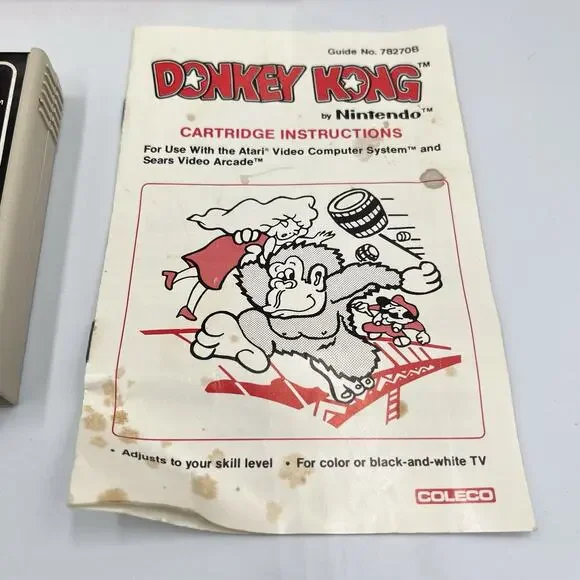 Guide No. 78270B
DONKEY KONG™
by Nintendo™
CARTRIDGE INSTRUCTIONS
For Use With the Atari® Video Computer System™ and
Sears Video Arcade™
• Adjusts to your skill level • For color or black-and-white TV
COLECO